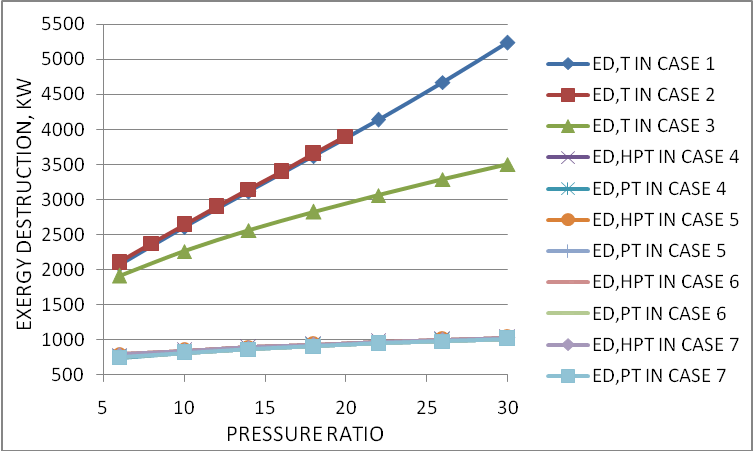 EXERGY DESTRUCTION, KW
5500
5000
4500
4000
3500
3000
2500
2000
1500
1000
500
5
10
15
20
25
30
PRESSURE RATIO
ED,T IN CASE 1
ED,T IN CASE 2
ED,T IN CASE 3
ED,HPT IN CASE 4
ED,PT IN CASE 4
ED,HPT IN CASE 5
ED,PT IN CASE 5
ED,HPT IN CASE 6
ED,PT IN CASE 6
ED,HPT IN CASE 7
ED,PT IN CASE 7